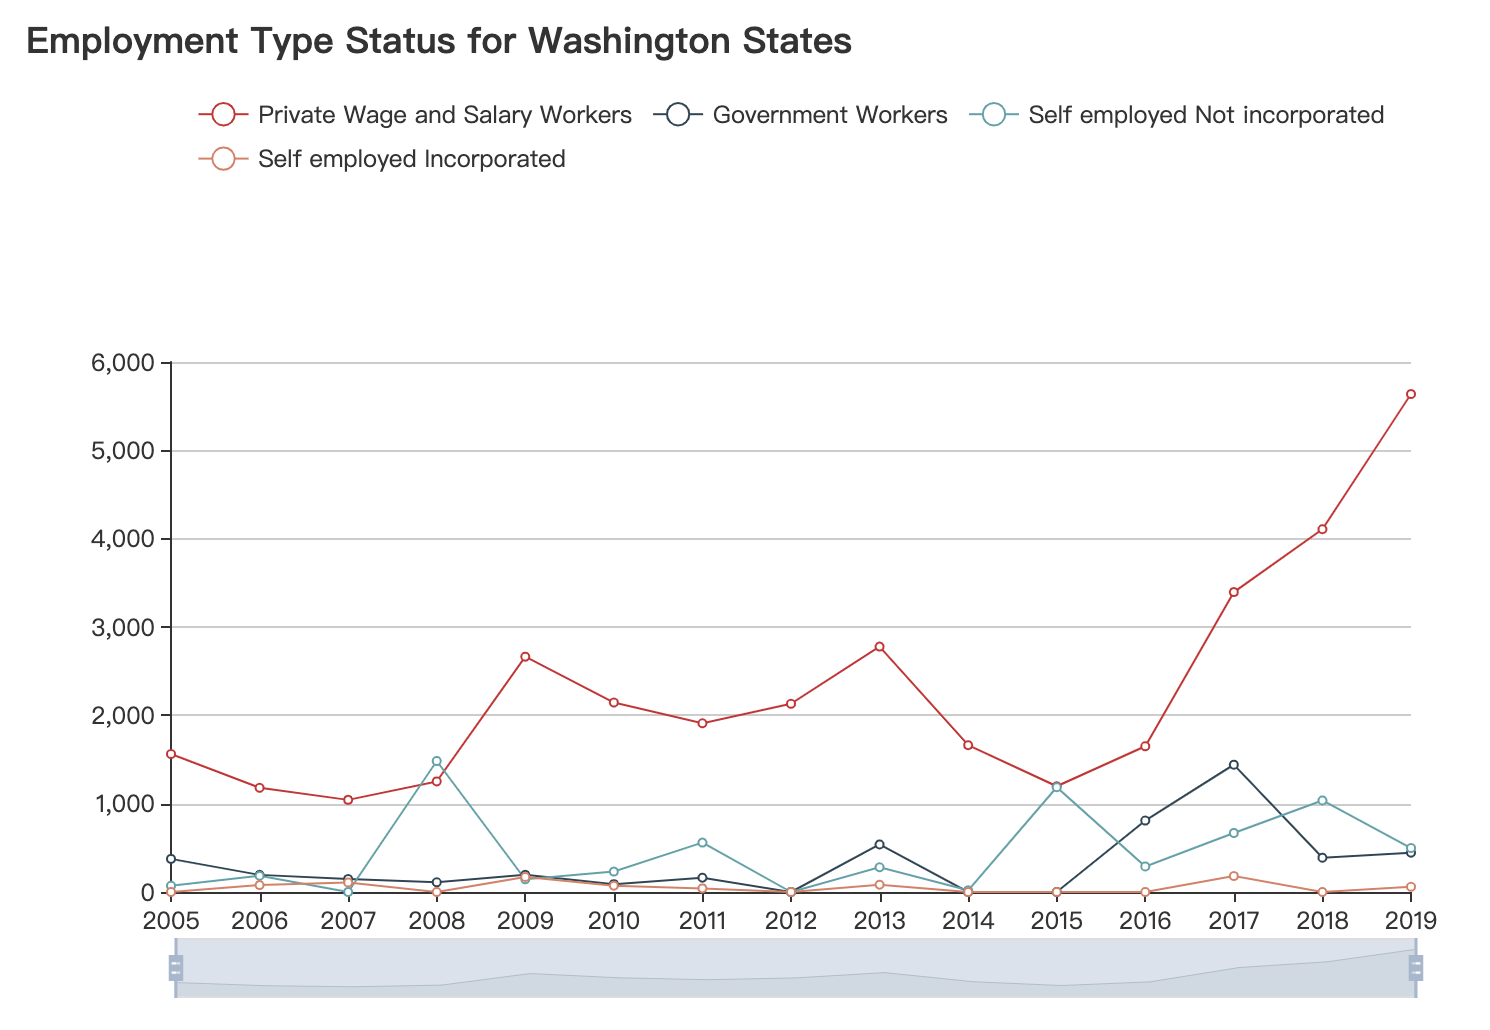 Employment Type Status for Washington States
Private Wage and Salary Workers Government Workers Self employed Not incorporated
Self employed Incorporated
6,000
5,000
4,000
3,000
2,000
1,000
0
2005 2006 2007 2008 2009 2010 2011 2012 2013 2014 2015 2016 2017 2018 2019